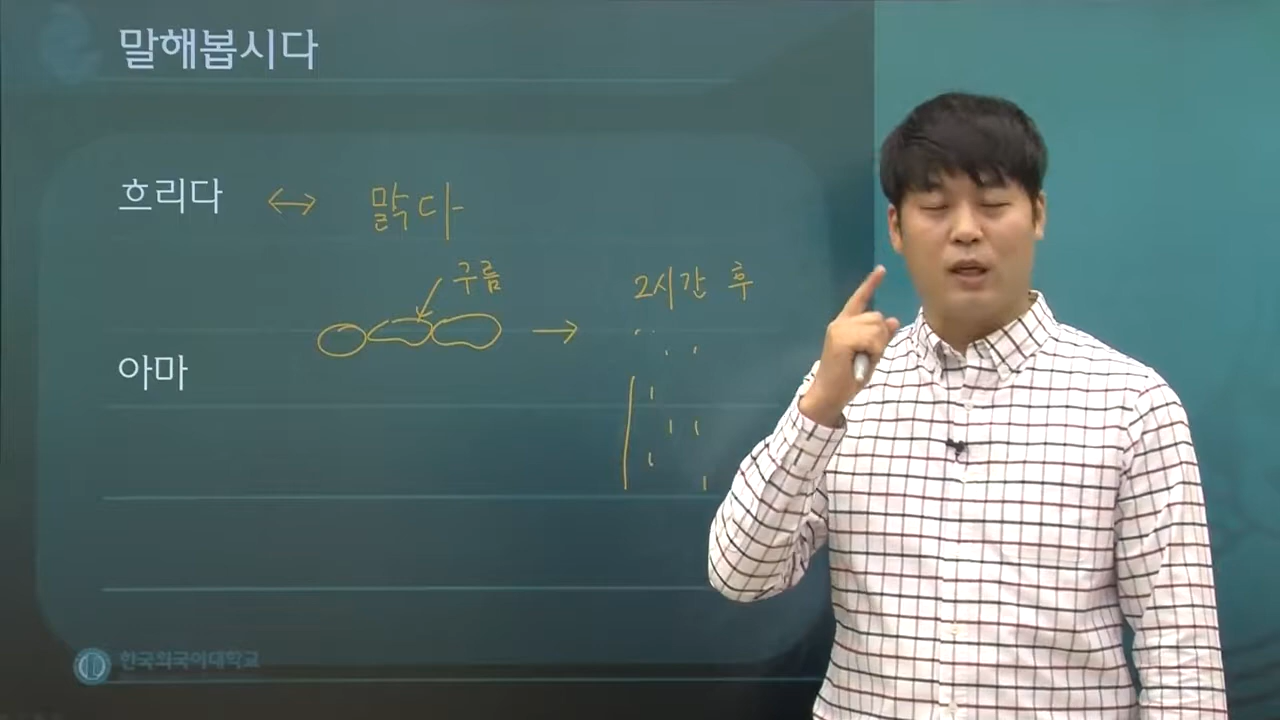 말해봅시다
흐리다 ↔ 맑다
구름
→ 2시간 후
아마
한국외국어대학교